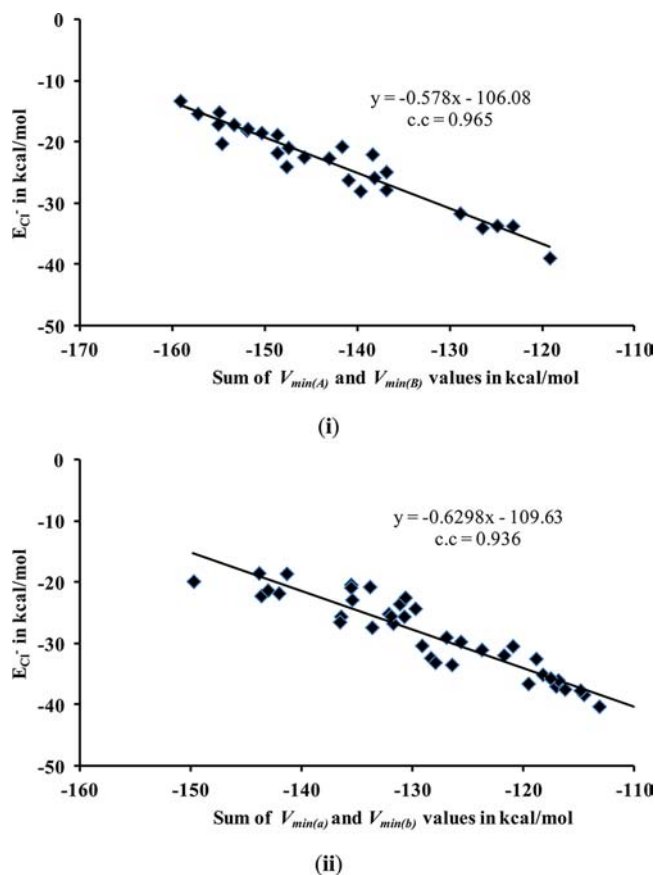 0
-10
-20
-30
-40
-50
E_Cl⁻ in kcal/mol
y = -0.578x - 106.08
c.c = 0.965
-170 -160 -150 -140 -130 -120 -110
Sum of V_min(A) and V_min(B) values in kcal/mol
(i)
0
-10
-20
-30
-40
-50
E_Cl⁻ in kcal/mol
y = -0.6298x - 109.63
c.c = 0.936
-160 -150 -140 -130 -120 -110
Sum of V_min(a) and V_min(b) values in kcal/mol
(ii)